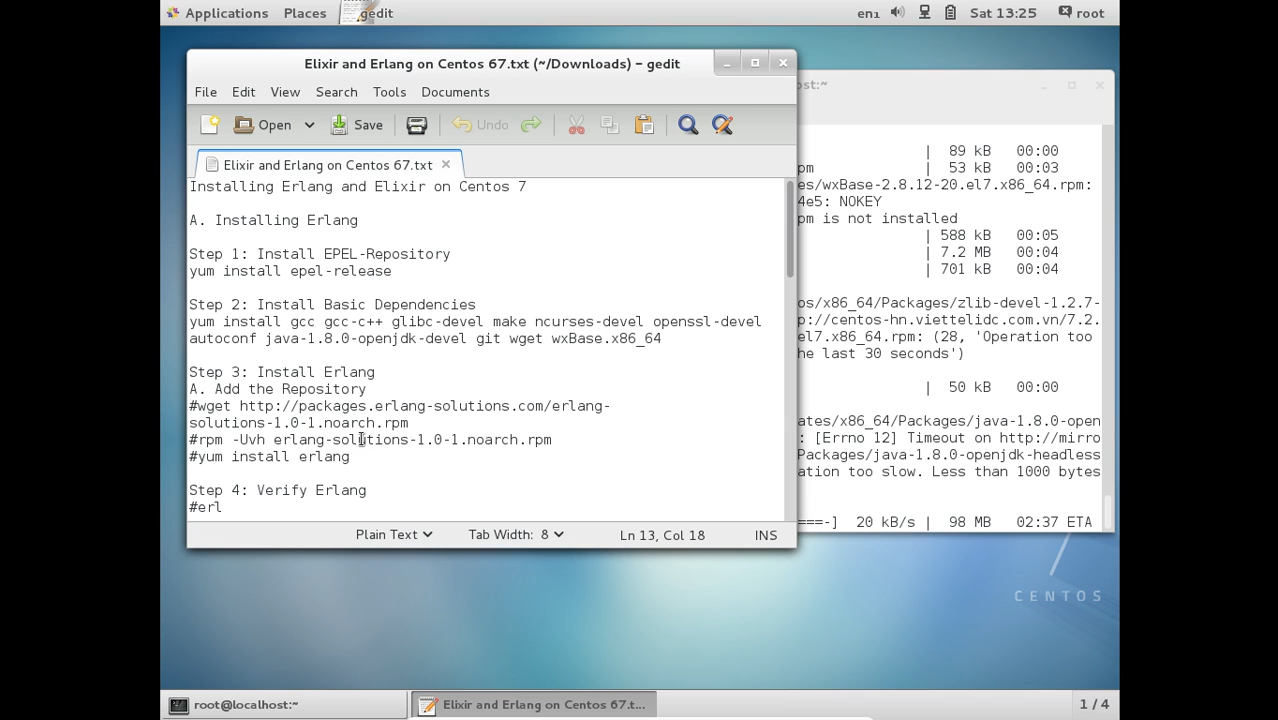 Applications Places gedit en1 Sat 13:25 root
Elixir and Erlang on Centos 67.txt (~/Downloads) – gedit
File Edit View Search Tools Documents
Open Save Undo
Elixir and Erlang on Centos 67.txt
Installing Erlang and Elixir on Centos 7
A. Installing Erlang
Step 1: Install EPEL-Repository
yum install epel-release
Step 2: Install Basic Dependencies
yum install gcc gcc-c++ glibc-devel make ncurses-devel openssl-devel
autoconf java-1.8.0-openjdk-devel git wget wxBase.x86_64
Step 3: Install Erlang
A. Add the Repository
#wget http://packages.erlang-solutions.com/erlang-
solutions-1.0-1.noarch.rpm
#rpm -Uvh erlang-solutions-1.0-1.noarch.rpm
#yum install erlang
Step 4: Verify Erlang
#erl
Plain Text Tab Width: 8 Ln 13, Col 18 INS
ost:~
| 89 kB 00:00
pm | 53 kB 00:03
es/wxBase-2.8.12-20.el7.x86_64.rpm:
4e5: NOKEY
pm is not installed
| 588 kB 00:05
| 7.2 MB 00:04
| 701 kB 00:04
os/x86_64/Packages/zlib-devel-1.2.7-
p://centos-hn.viettelidc.com.vn/7.2.
el7.x86_64.rpm: (28, 'Operation too
he last 30 seconds')
| 50 kB 00:00
ates/x86_64/Packages/java-1.8.0-open
: [Errno 12] Timeout on http://mirro
Packages/java-1.8.0-openjdk-headless
ation too slow. Less than 1000 bytes
===-] 20 kB/s | 98 MB 02:37 ETA
7
CENTOS
root@localhost:~ Elixir and Erlang on Centos 67.t... 1 / 4